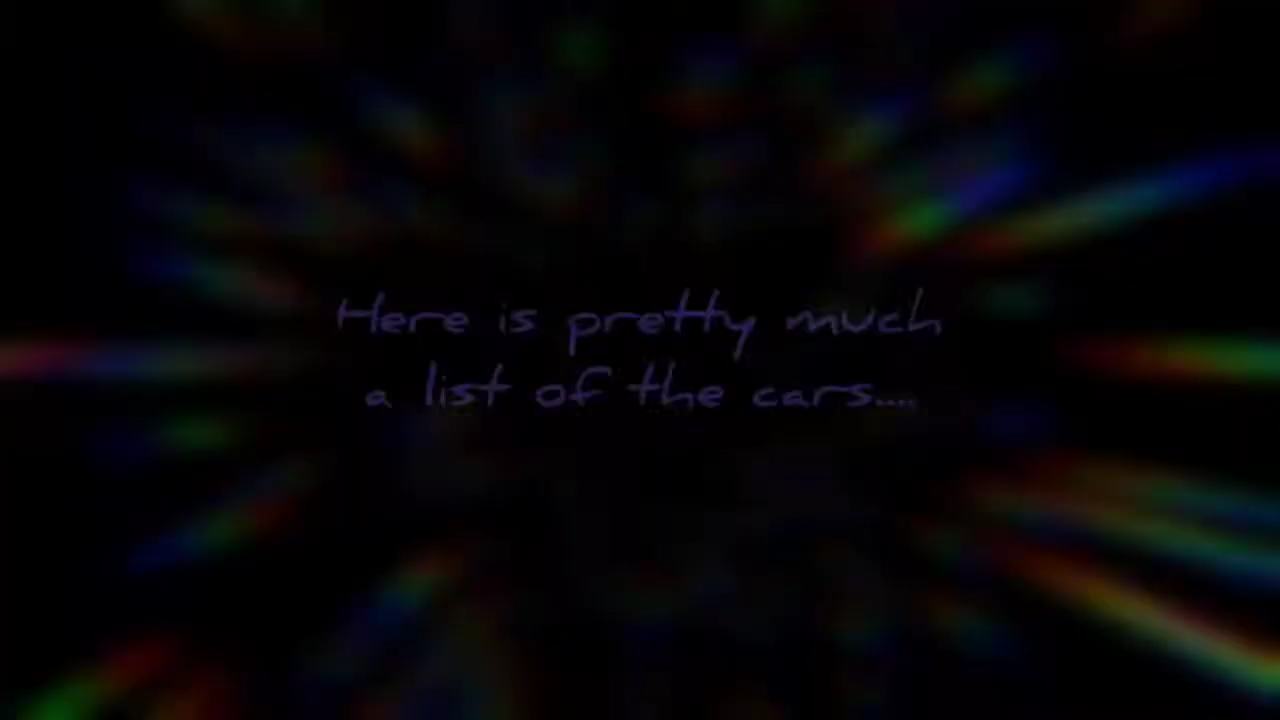 Here is pretty much
a list of the cars....